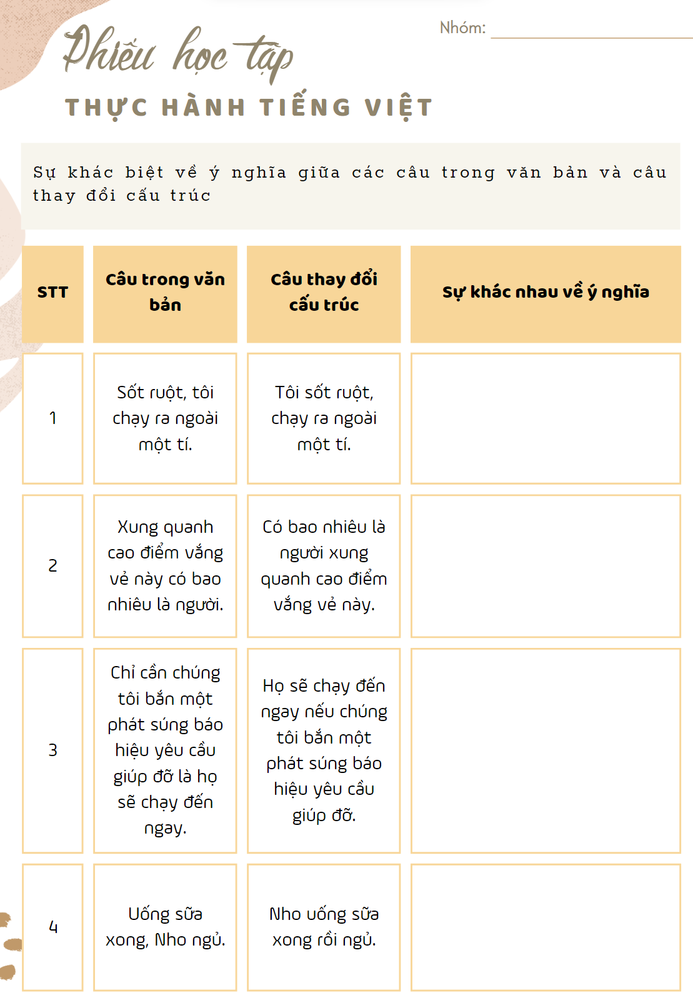 Nhóm:
Phiếu học tập
THỰC HÀNH TIẾNG VIỆT
Sự khác biệt về ý nghĩa giữa các câu trong văn bản và câu
thay đổi cấu trúc
STT
Câu trong văn
bản
Câu thay đổi
cấu trúc
Sự khác nhau về ý nghĩa
1
Sốt ruột, tôi
chạy ra ngoài
một tí.
Tôi sốt ruột,
chạy ra ngoài
một tí.
2
Xung quanh
cao điểm vắng
vẻ này có bao
nhiêu là người.
Có bao nhiêu là
người xung
quanh cao điểm
vắng vẻ này.
3
Chỉ cần chúng
tôi bắn một
phát súng báo
hiệu yêu cầu
giúp đỡ là họ
sẽ chạy đến
ngay.
Họ sẽ chạy đến
ngay nếu chúng
tôi bắn một
phát súng báo
hiệu yêu cầu
giúp đỡ.
4
Uống sữa
xong, Nho ngủ.
Nho uống sữa
xong rồi ngủ.